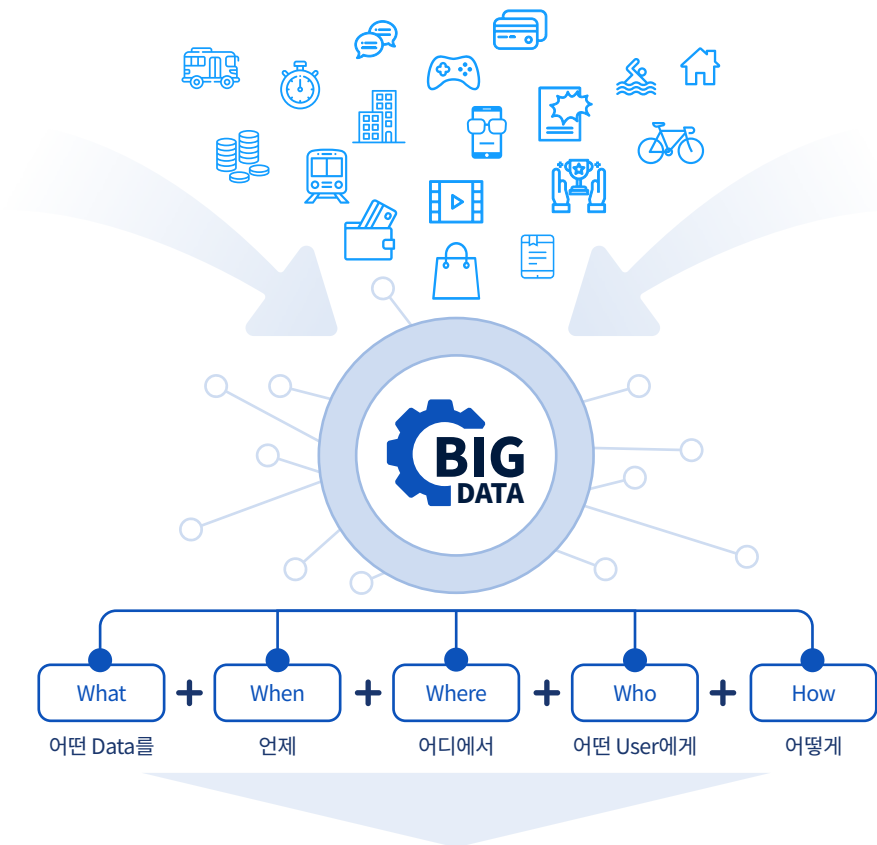 BIG
DATA
What
When
Where
Who
How
어떤 Data를
언제
어디에서
어떤 User에게
어떻게